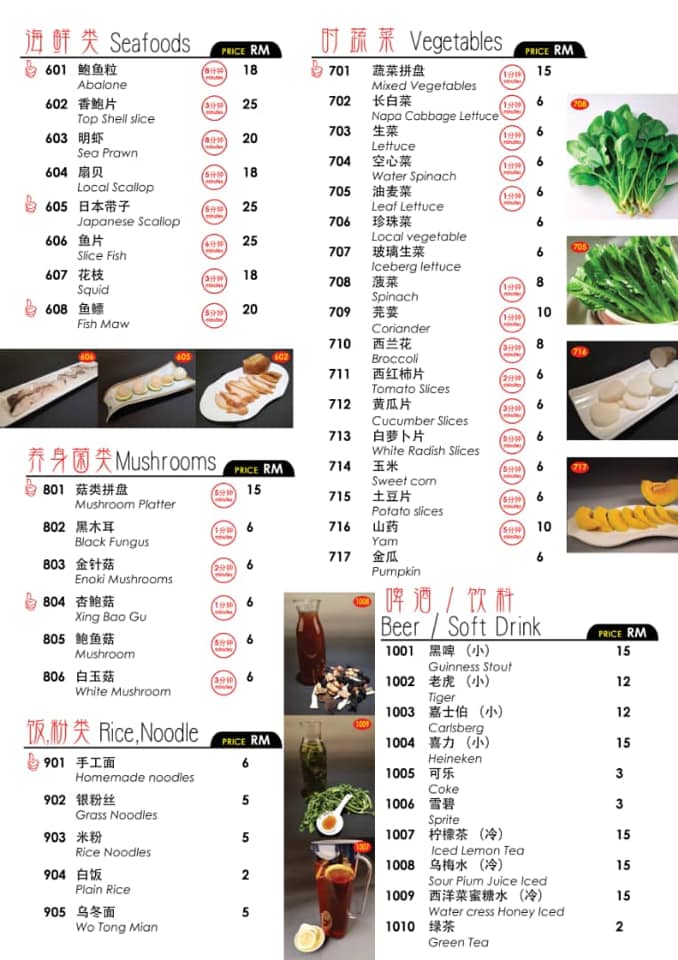 海鲜类 Seafoods
PRICE RM
601 鲍鱼粒 8分钟 minutes 18
Abalone
602 香鲍片 3分钟 minutes 25
Top Shell slice
603 明虾 8分钟 minutes 20
Sea Prawn
604 扇贝 5分钟 minutes 18
Local Scallop
605 日本带子 5分钟 minutes 25
Japanese Scallop
606 鱼片 6分钟 minutes 25
Slice Fish
607 花枝 5分钟 minutes 18
Squid
608 鱼鳔 5分钟 minutes 20
Fish Maw
606 605 602
养身菌类Mushrooms
PRICE RM
801 菇类拼盘 5分钟 minutes 15
Mushroom Platter
802 黑木耳 1分钟 minutes 6
Black Fungus
803 金针菇 2分钟 minutes 6
Enoki Mushrooms
804 杏鲍菇 1分钟 minutes 6
Xing Bao Gu
805 鲍鱼菇 5分钟 minutes 6
Mushroom
806 白玉菇 3分钟 minutes 6
White Mushroom
饭,粉类 Rice,Noodle
PRICE RM
901 手工面 6
Homemade noodles
902 银粉丝 5
Grass Noodles
903 米粉 5
Rice Noodles
904 白饭 2
Plain Rice
905 乌冬面 5
Wo Tong Mian
1008
1009
1007
时蔬菜 Vegetables
PRICE RM
701 蔬菜拼盘 1分钟 minutes 15
Mixed Vegetables
702 长白菜 1分钟 minutes 6
Napa Cabbage Lettuce
703 生菜 1分钟 minutes 6
Lettuce
704 空心菜 1分钟 minutes 6
Water Spinach
705 油麦菜 1分钟 minutes 6
Leaf Lettuce
706 珍珠菜 6
Local vegetable
707 玻璃生菜 6
Iceberg lettuce
708 菠菜 1分钟 minutes 8
Spinach
709 芫荽 1分钟 minutes 10
Coriander
710 西兰花 3分钟 minutes 8
Broccoli
711 西红柿片 2分钟 minutes 6
Tomato Slices
712 黄瓜片 3分钟 minutes 6
Cucumber Slices
713 白萝卜片 5分钟 minutes 6
White Radish Slices
714 玉米 5分钟 minutes 6
Sweet corn
715 土豆片 5分钟 minutes 6
Potato slices
716 山药 5分钟 minutes 10
Yam
717 金瓜 6
Pumpkin
708
705
716
717
啤酒 / 饮料
Beer / Soft Drink
PRICE RM
1001 黑啤 （小） 15
Guinness Stout
1002 老虎 （小） 12
Tiger
1003 嘉士伯 （小） 12
Carlsberg
1004 喜力 （小） 15
Heineken
1005 可乐 3
Coke
1006 雪碧 3
Sprite
1007 柠檬茶 （冷） 15
Iced Lemon Tea
1008 乌梅水 （冷） 15
Sour Plum Juice Iced
1009 西洋菜蜜糖水 （冷） 15
Water cress Honey Iced
1010 绿茶 2
Green Tea